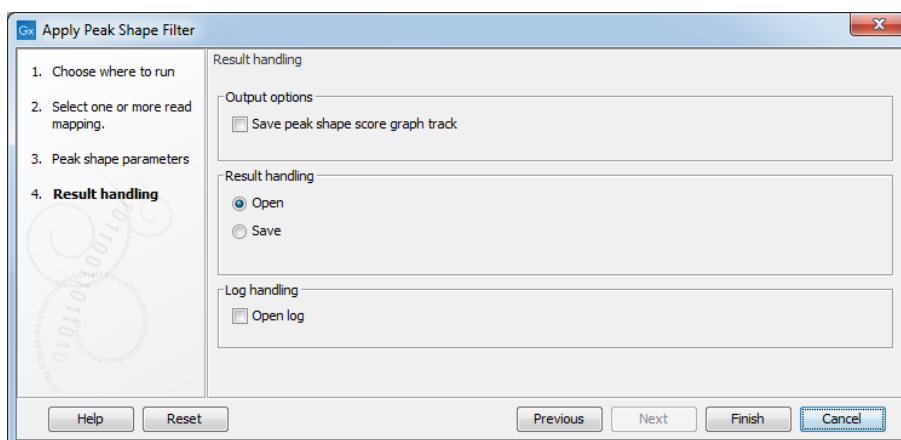 Gx Apply Peak Shape Filter
1. Choose where to run
2. Select one or more read
mapping.
3. Peak shape parameters
4. Result handling
Result handling
Output options
Save peak shape score graph track
Result handling
Open
Save
Log handling
Open log
Help Reset Previous Next Finish Cancel